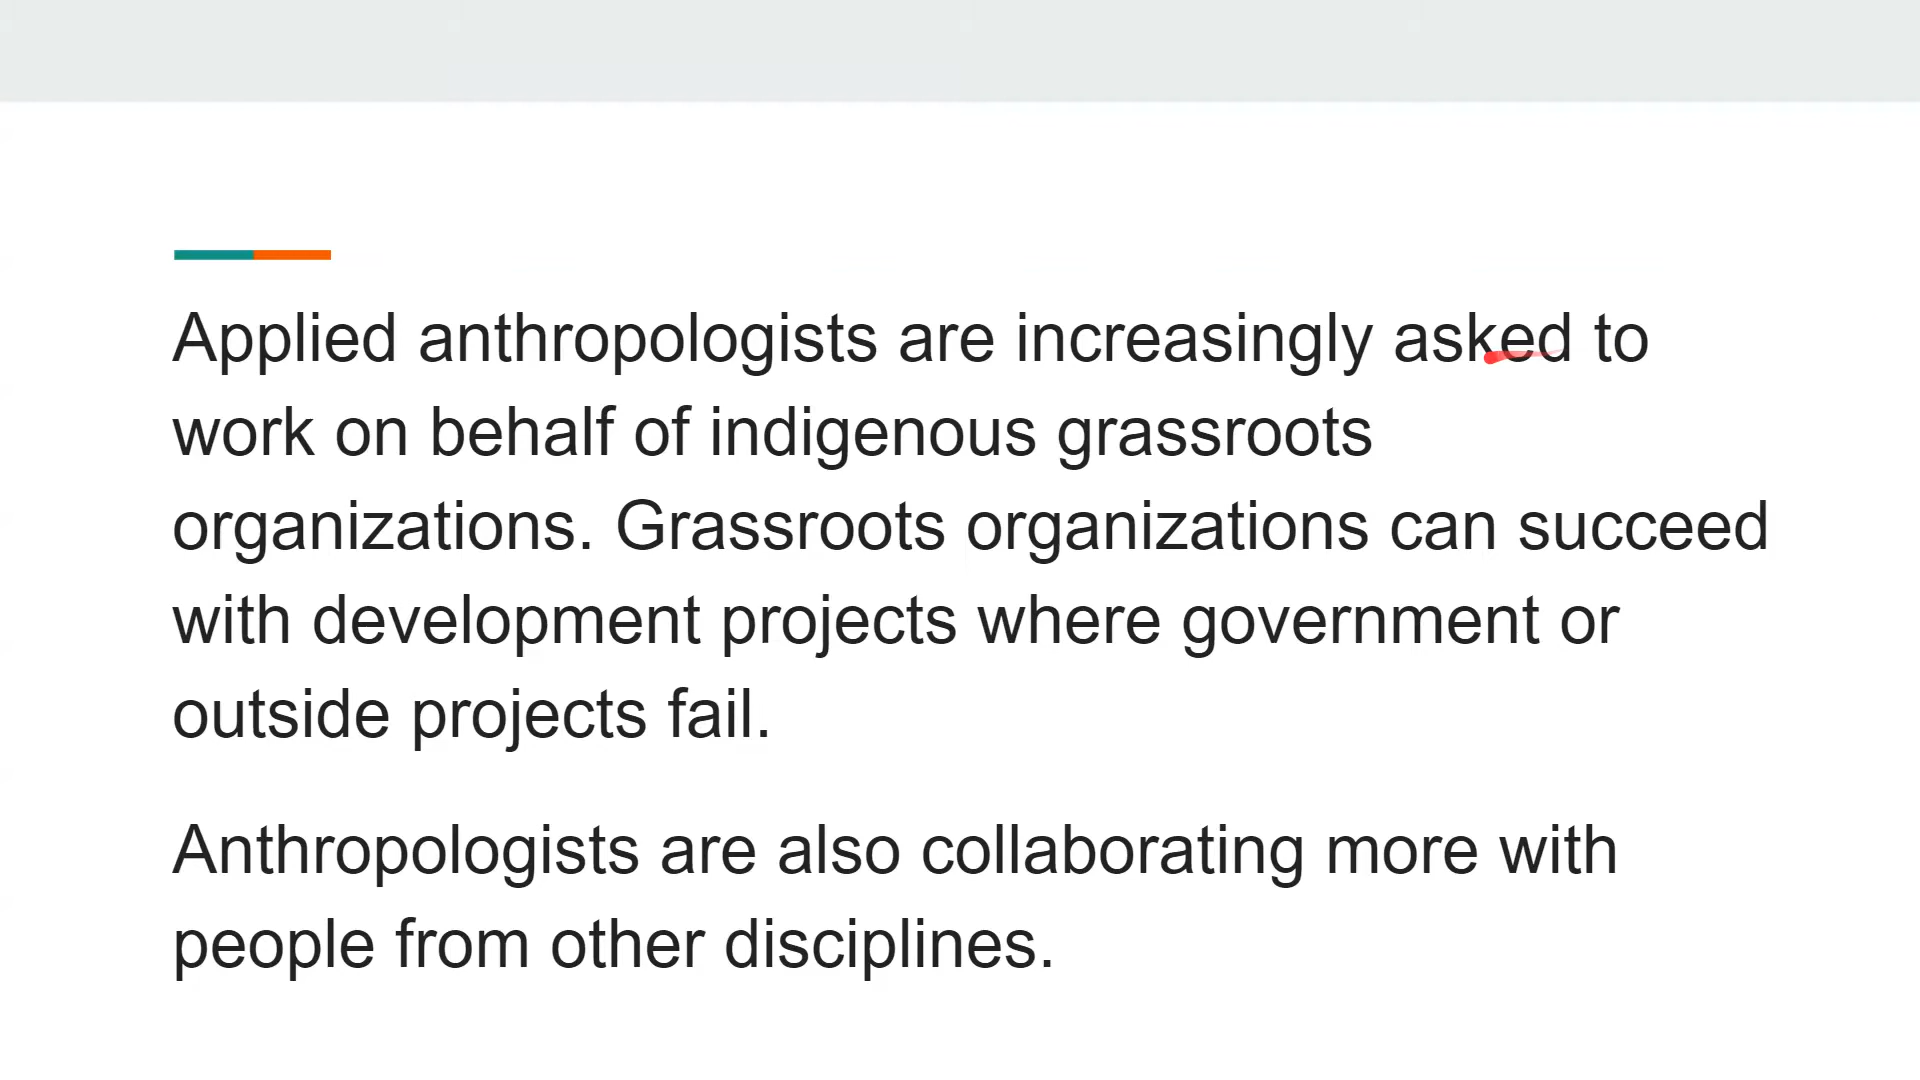 Applied anthropologists are increasingly asked to
work on behalf of indigenous grassroots
organizations. Grassroots organizations can succeed
with development projects where government or
outside projects fail.
Anthropologists are also collaborating more with
people from other disciplines.